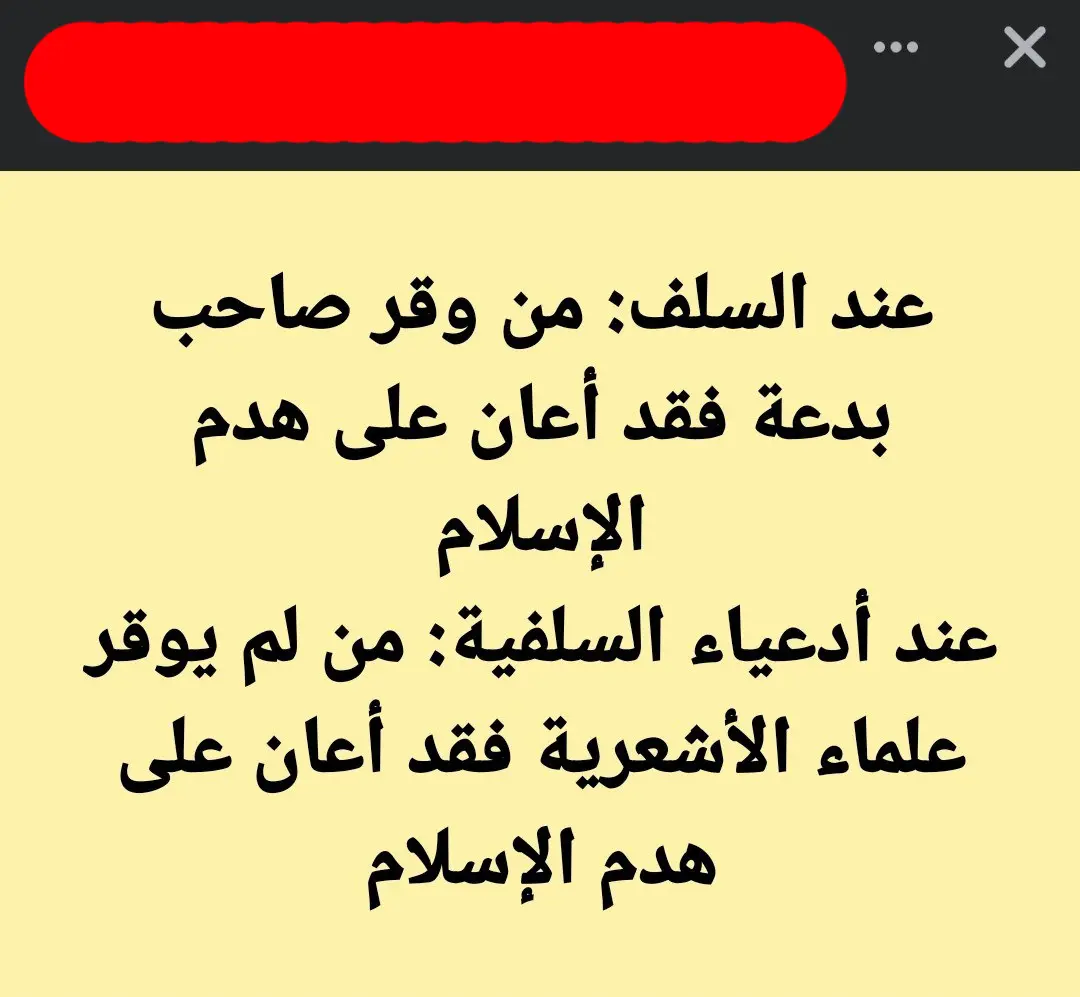 عند السلف: من وقر صاحب
بدعة فقد أعان على هدم
الإسلام
عند أدعياء السلفية: من لم يوقر
علماء الأشعرية فقد أعان على
هدم الإسلام